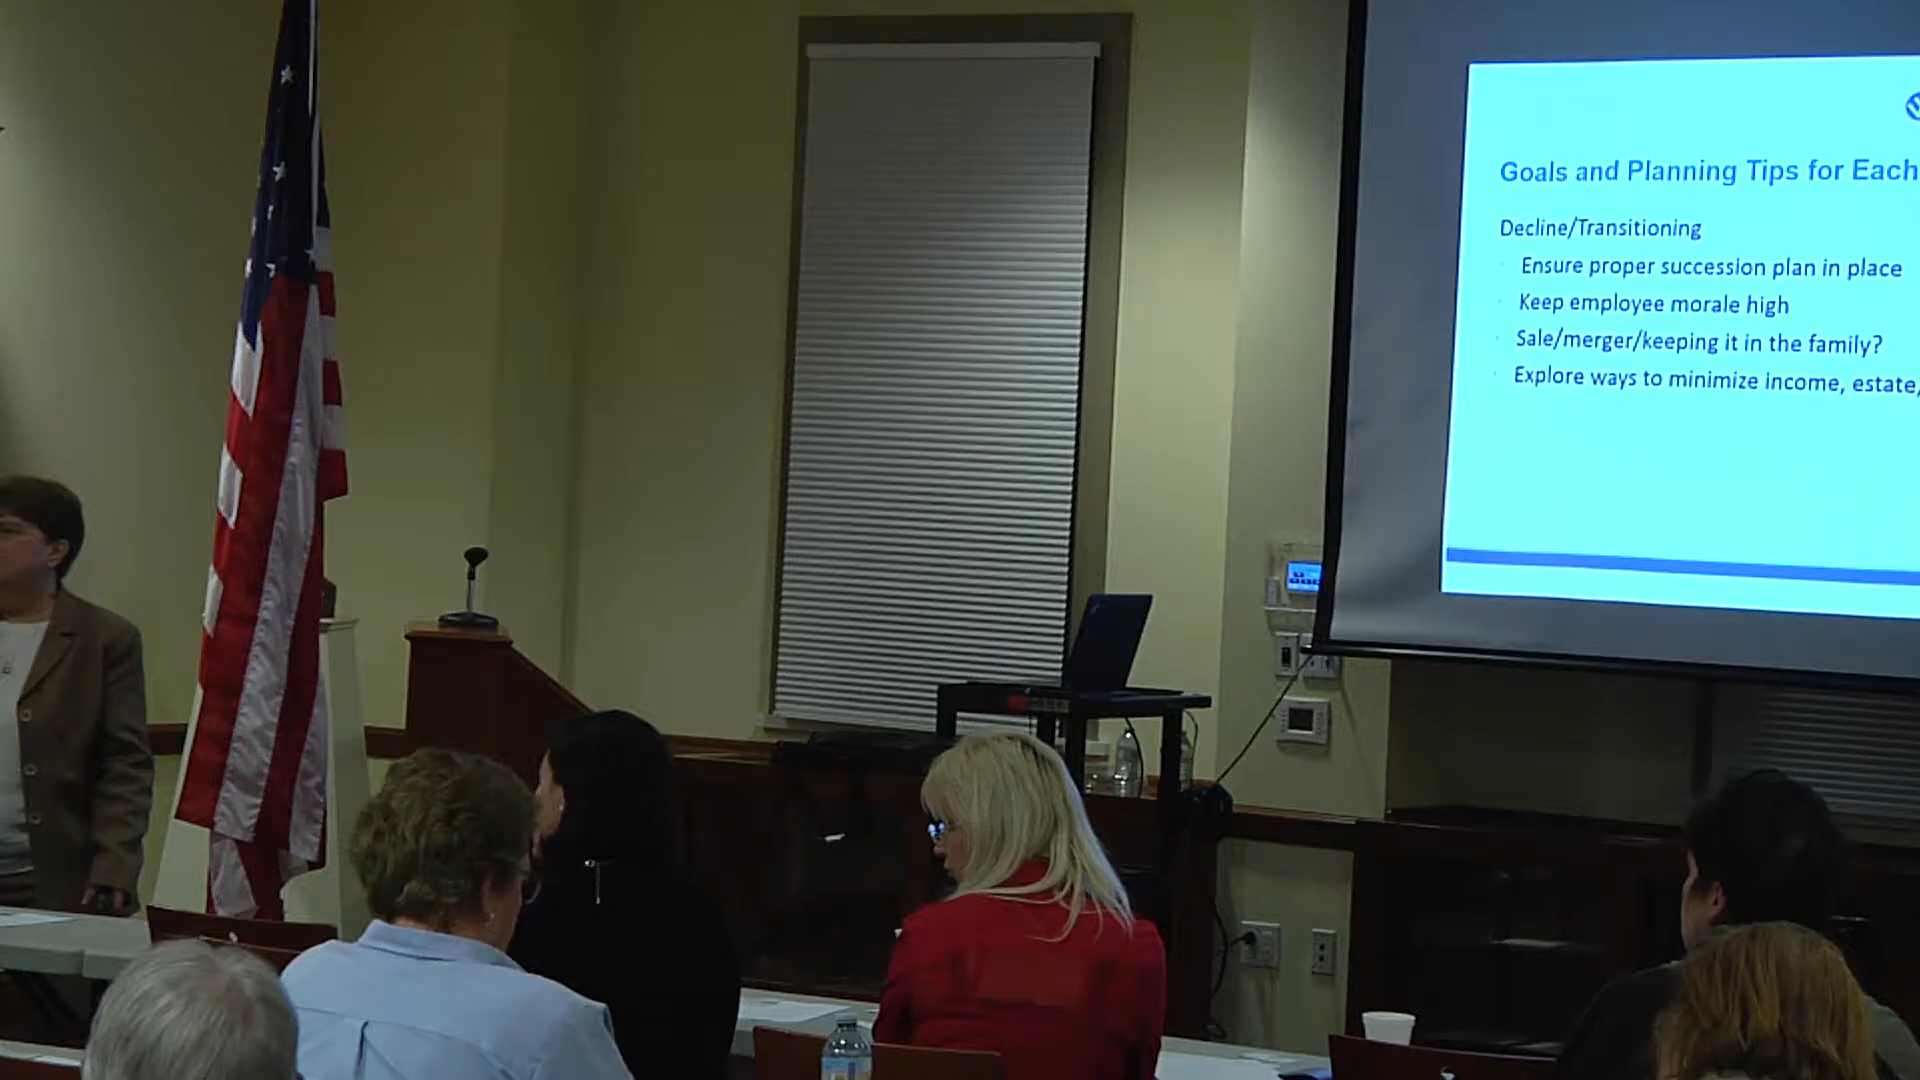 Goals and Planning Tips for Each
Decline/Transitioning
Ensure proper succession plan in place
Keep employee morale high
Sale/merger/keeping it in the family?
Explore ways to minimize income, estate,